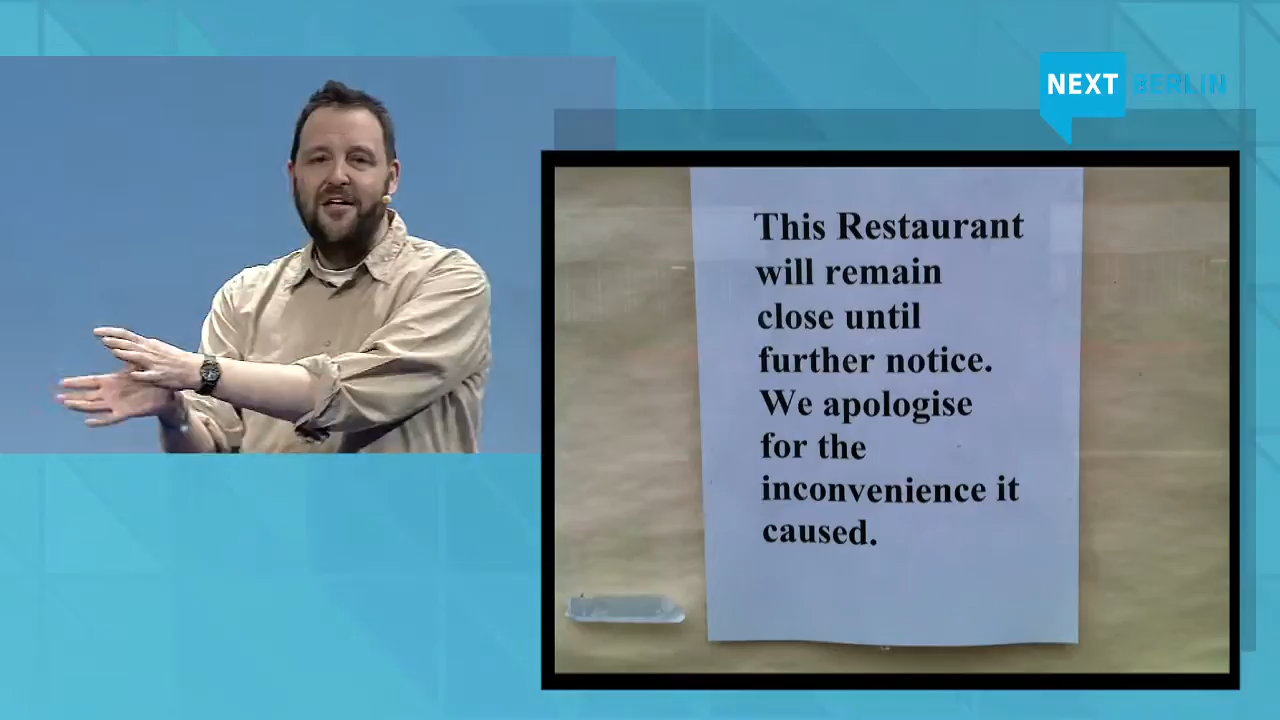 NEXT BERLIN
This Restaurant
will remain
close until
further notice.
We apologise
for the
inconvenience it
caused.